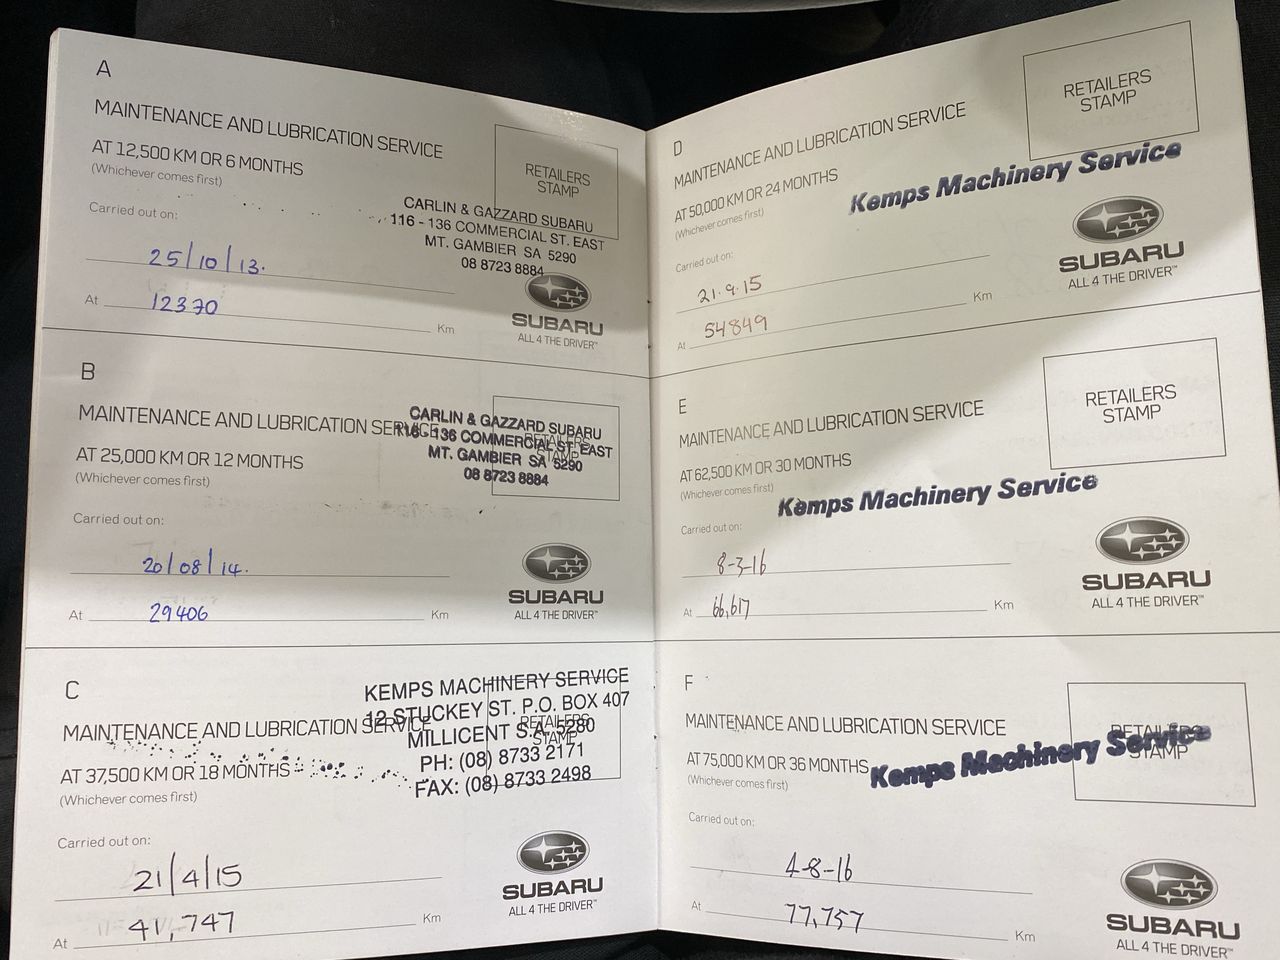 A
MAINTENANCE AND LUBRICATION SERVICE
AT 12,500 KM OR 6 MONTHS
(Whichever comes first)
RETAILERS
STAMP
CARLIN & GAZZARD SUBARU
116 - 136 COMMERCIAL ST. EAST
MT. GAMBIER SA 5290
08 8723 8884
Carried out on:
25/10/13.
At 12370 Km
SUBARU
ALL 4 THE DRIVER™
B
MAINTENANCE AND LUBRICATION SERVICE
AT 25,000 KM OR 12 MONTHS
(Whichever comes first)
RETAILERS
STAMP
CARLIN & GAZZARD SUBARU
116 - 136 COMMERCIAL ST. EAST
MT. GAMBIER SA 5290
08 8723 8884
Carried out on:
20/08/14.
At 29406 Km
SUBARU
ALL 4 THE DRIVER™
C
MAINTENANCE AND LUBRICATION SERVICE
AT 37,500 KM OR 18 MONTHS
(Whichever comes first)
RETAILERS
STAMP
KEMPS MACHINERY SERVICE
12 STUCKEY ST. P.O. BOX 407
MILLICENT S.A. 5280
PH: (08) 8733 2171
FAX: (08) 8733 2498
Carried out on:
21/4/15
At 41,747 Km
SUBARU
ALL 4 THE DRIVER™
D
MAINTENANCE AND LUBRICATION SERVICE
AT 50,000 KM OR 24 MONTHS
(Whichever comes first)
RETAILERS
STAMP
Kemps Machinery Service
Carried out on:
21.9.15
At 54849 Km
SUBARU
ALL 4 THE DRIVER™
E
MAINTENANCE AND LUBRICATION SERVICE
AT 62,500 KM OR 30 MONTHS
(Whichever comes first)
RETAILERS
STAMP
Kemps Machinery Service
Carried out on:
8-3-16
At 66,617 Km
SUBARU
ALL 4 THE DRIVER™
F
MAINTENANCE AND LUBRICATION SERVICE
AT 75,000 KM OR 36 MONTHS
(Whichever comes first)
RETAILERS
STAMP
Kemps Machinery Service
Carried out on:
4-8-16
At 77,757 Km
SUBARU
ALL 4 THE DRIVER™